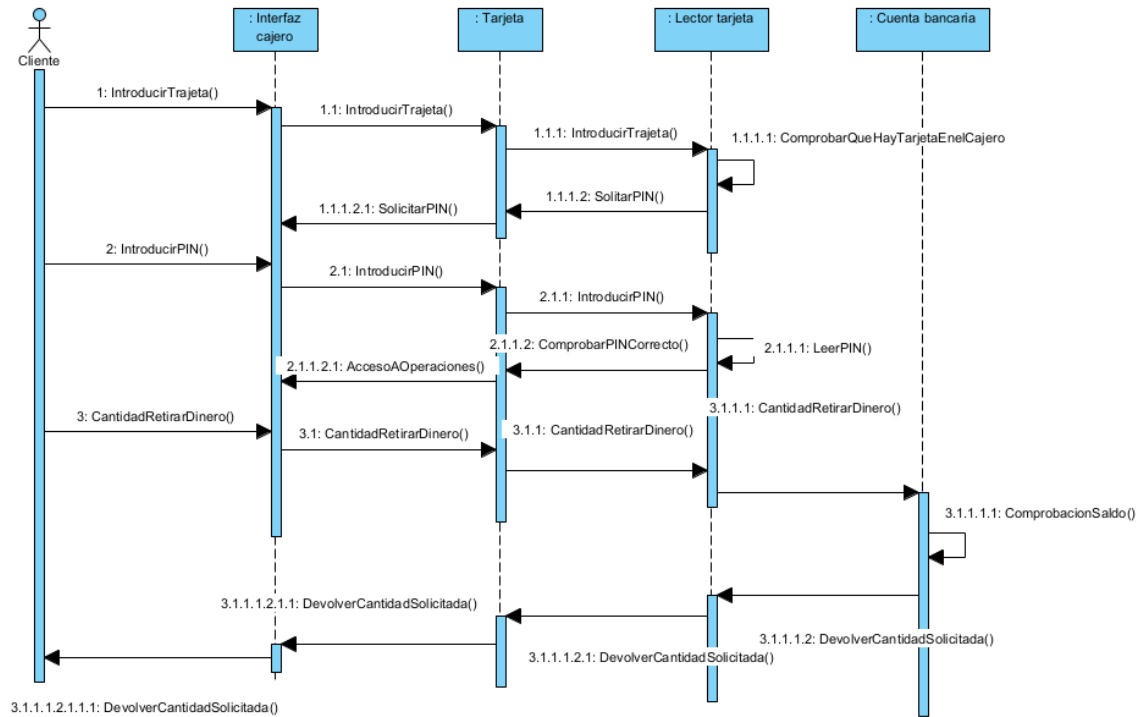 : Interfaz
cajero
: Tarjeta
: Lector tarjeta
: Cuenta bancaria
Cliente
1: IntroducirTrajeta()
1.1: IntroducirTrajeta()
1.1.1: IntroducirTrajeta()
1.1.1.1: ComprobarQueHayTarjetaEnelCajero
1.1.1.2: SolitarPIN()
1.1.1.2.1: SolicitarPIN()
2: IntroducirPIN()
2.1: IntroducirPIN()
2.1.1: IntroducirPIN()
2.1.1.2: ComprobarPINCorrecto()
2.1.1.1: LeerPIN()
2.1.1.2.1: AccesoAOperaciones()
3: CantidadRetirarDinero()
3.1.1.1: CantidadRetirarDinero()
3.1: CantidadRetirarDinero()
3.1.1: CantidadRetirarDinero()
3.1.1.1.1: ComprobacionSaldo()
3.1.1.1.2.1.1: DevolverCantidadSolicitada()
3.1.1.1.2: DevolverCantidadSolicitada()
3.1.1.1.2.1: DevolverCantidadSolicitada()
3.1.1.1.2.1.1.1: DevolverCantidadSolicitada()